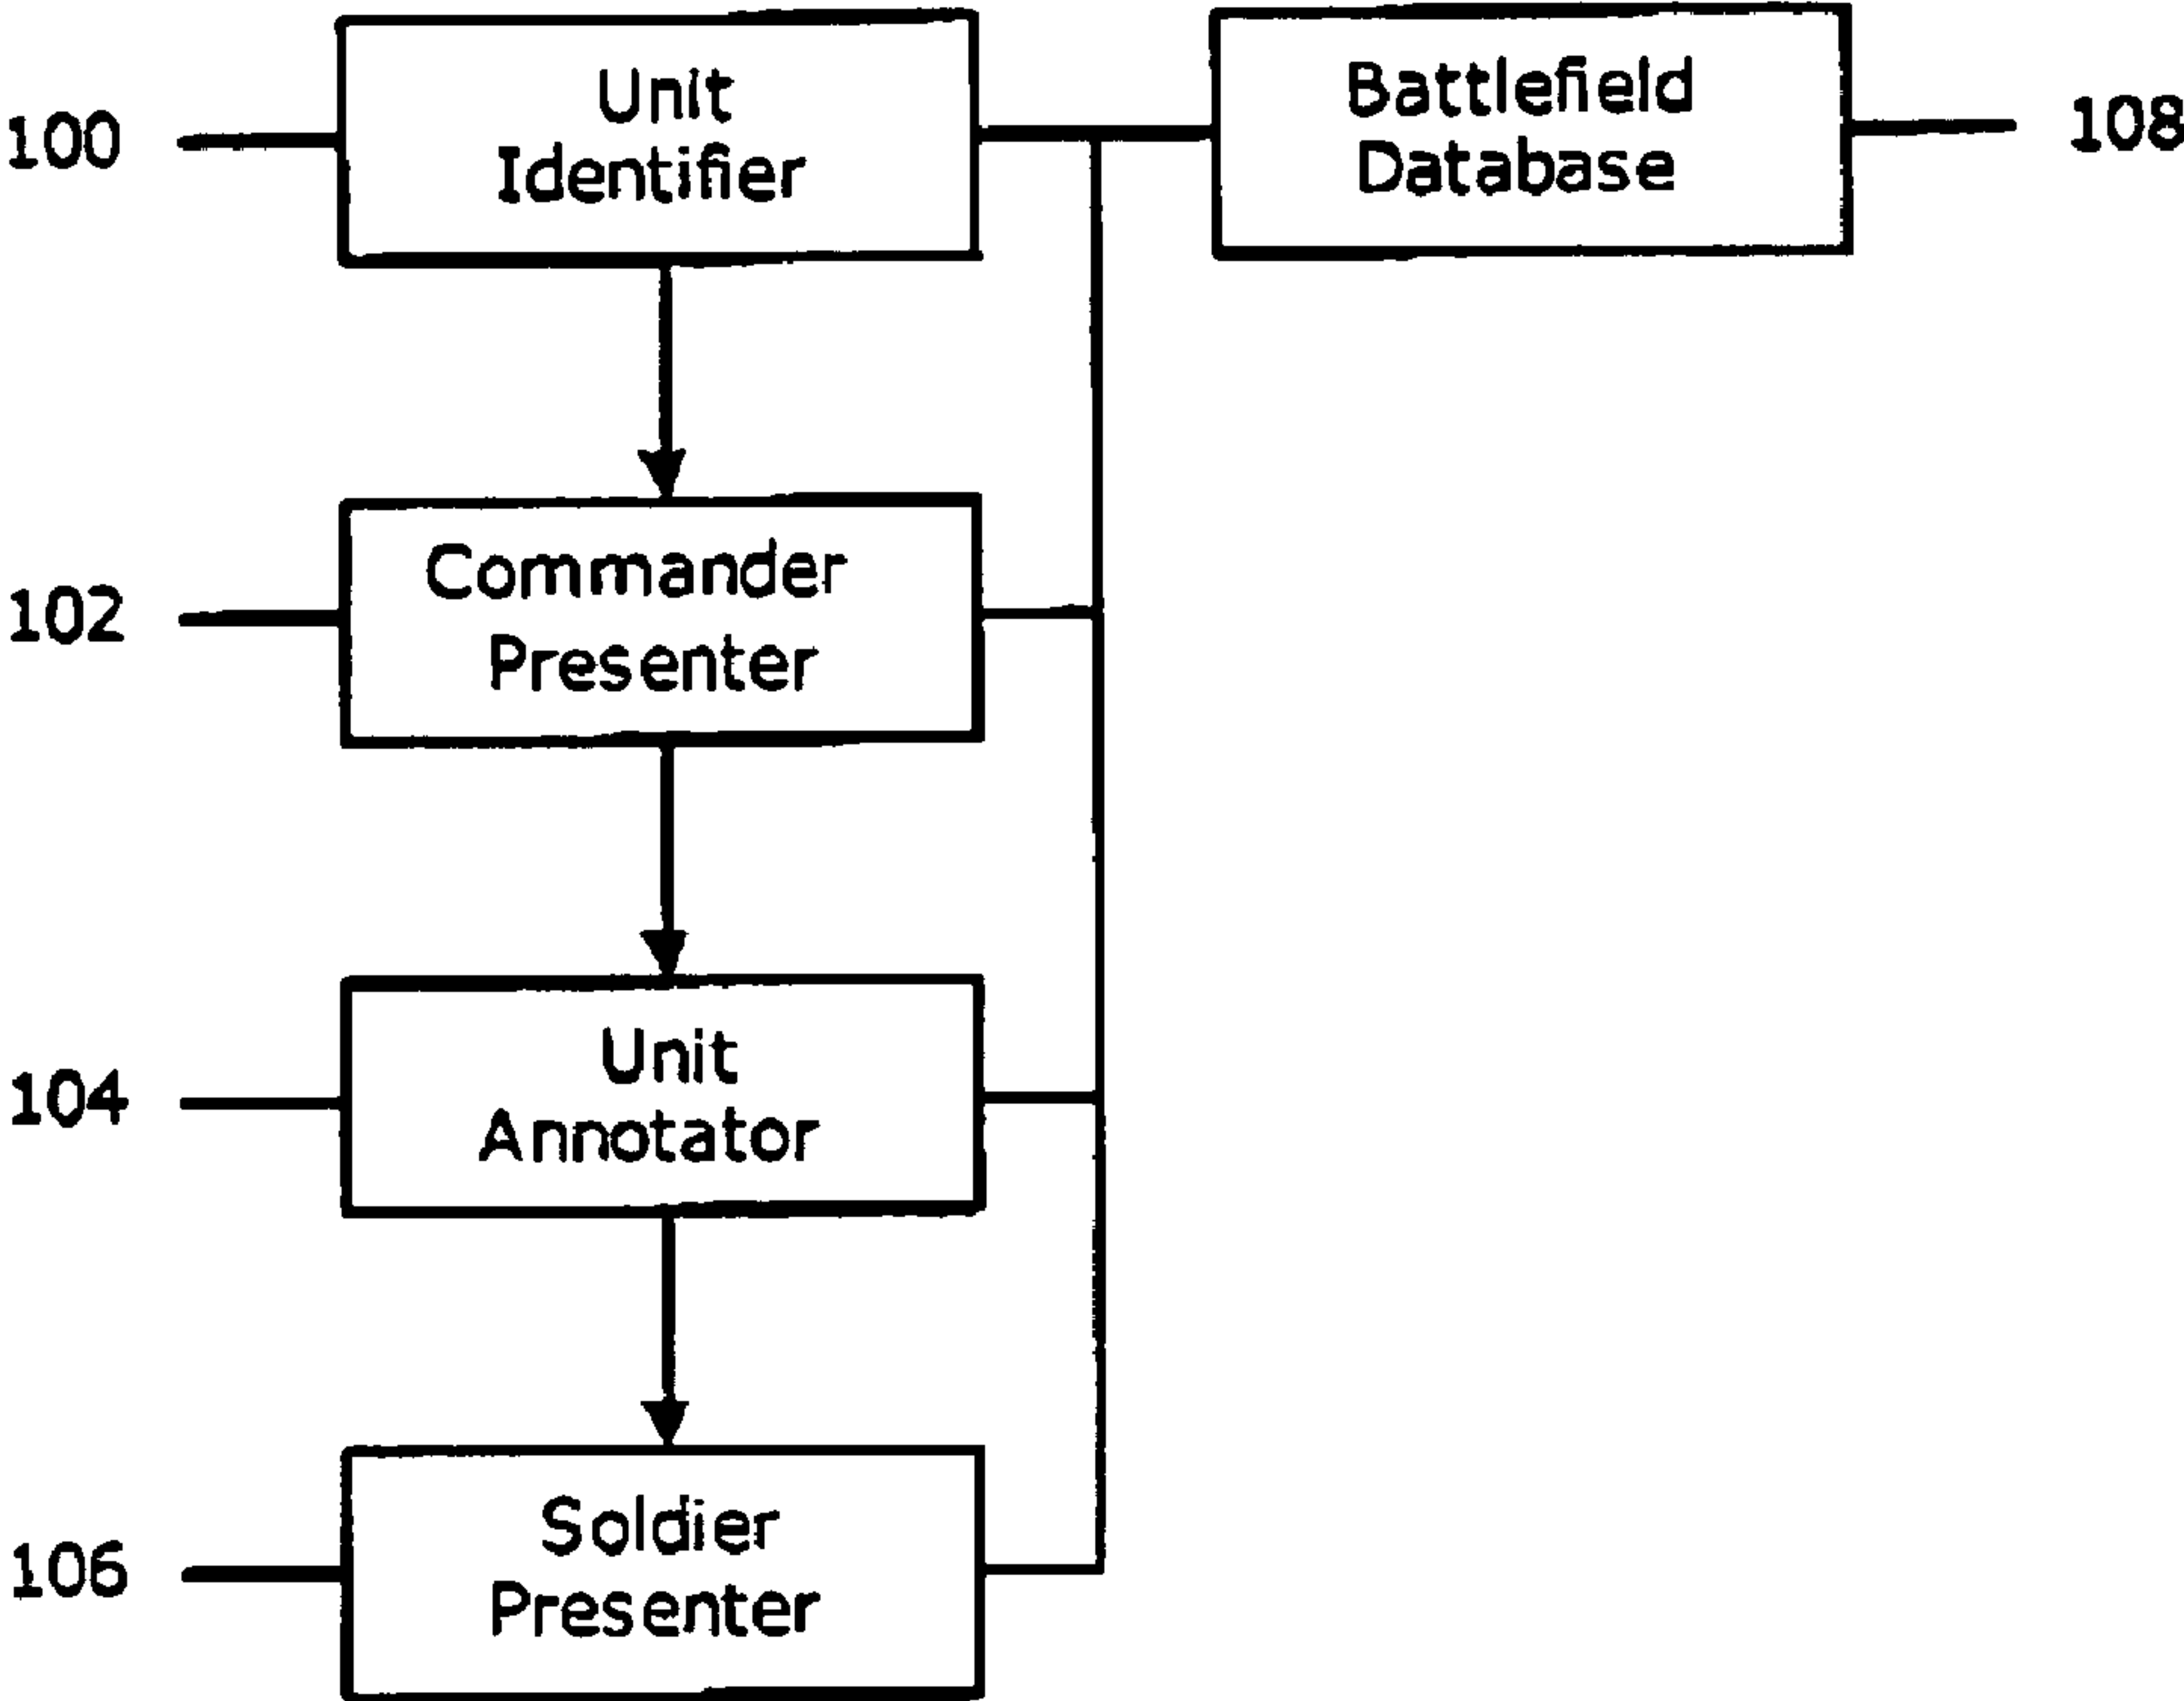 100
Unit
Identifier
Battlefield
Database
108
102
Commander
Presenter
104
Unit
Annotator
106
Soldier
Presenter